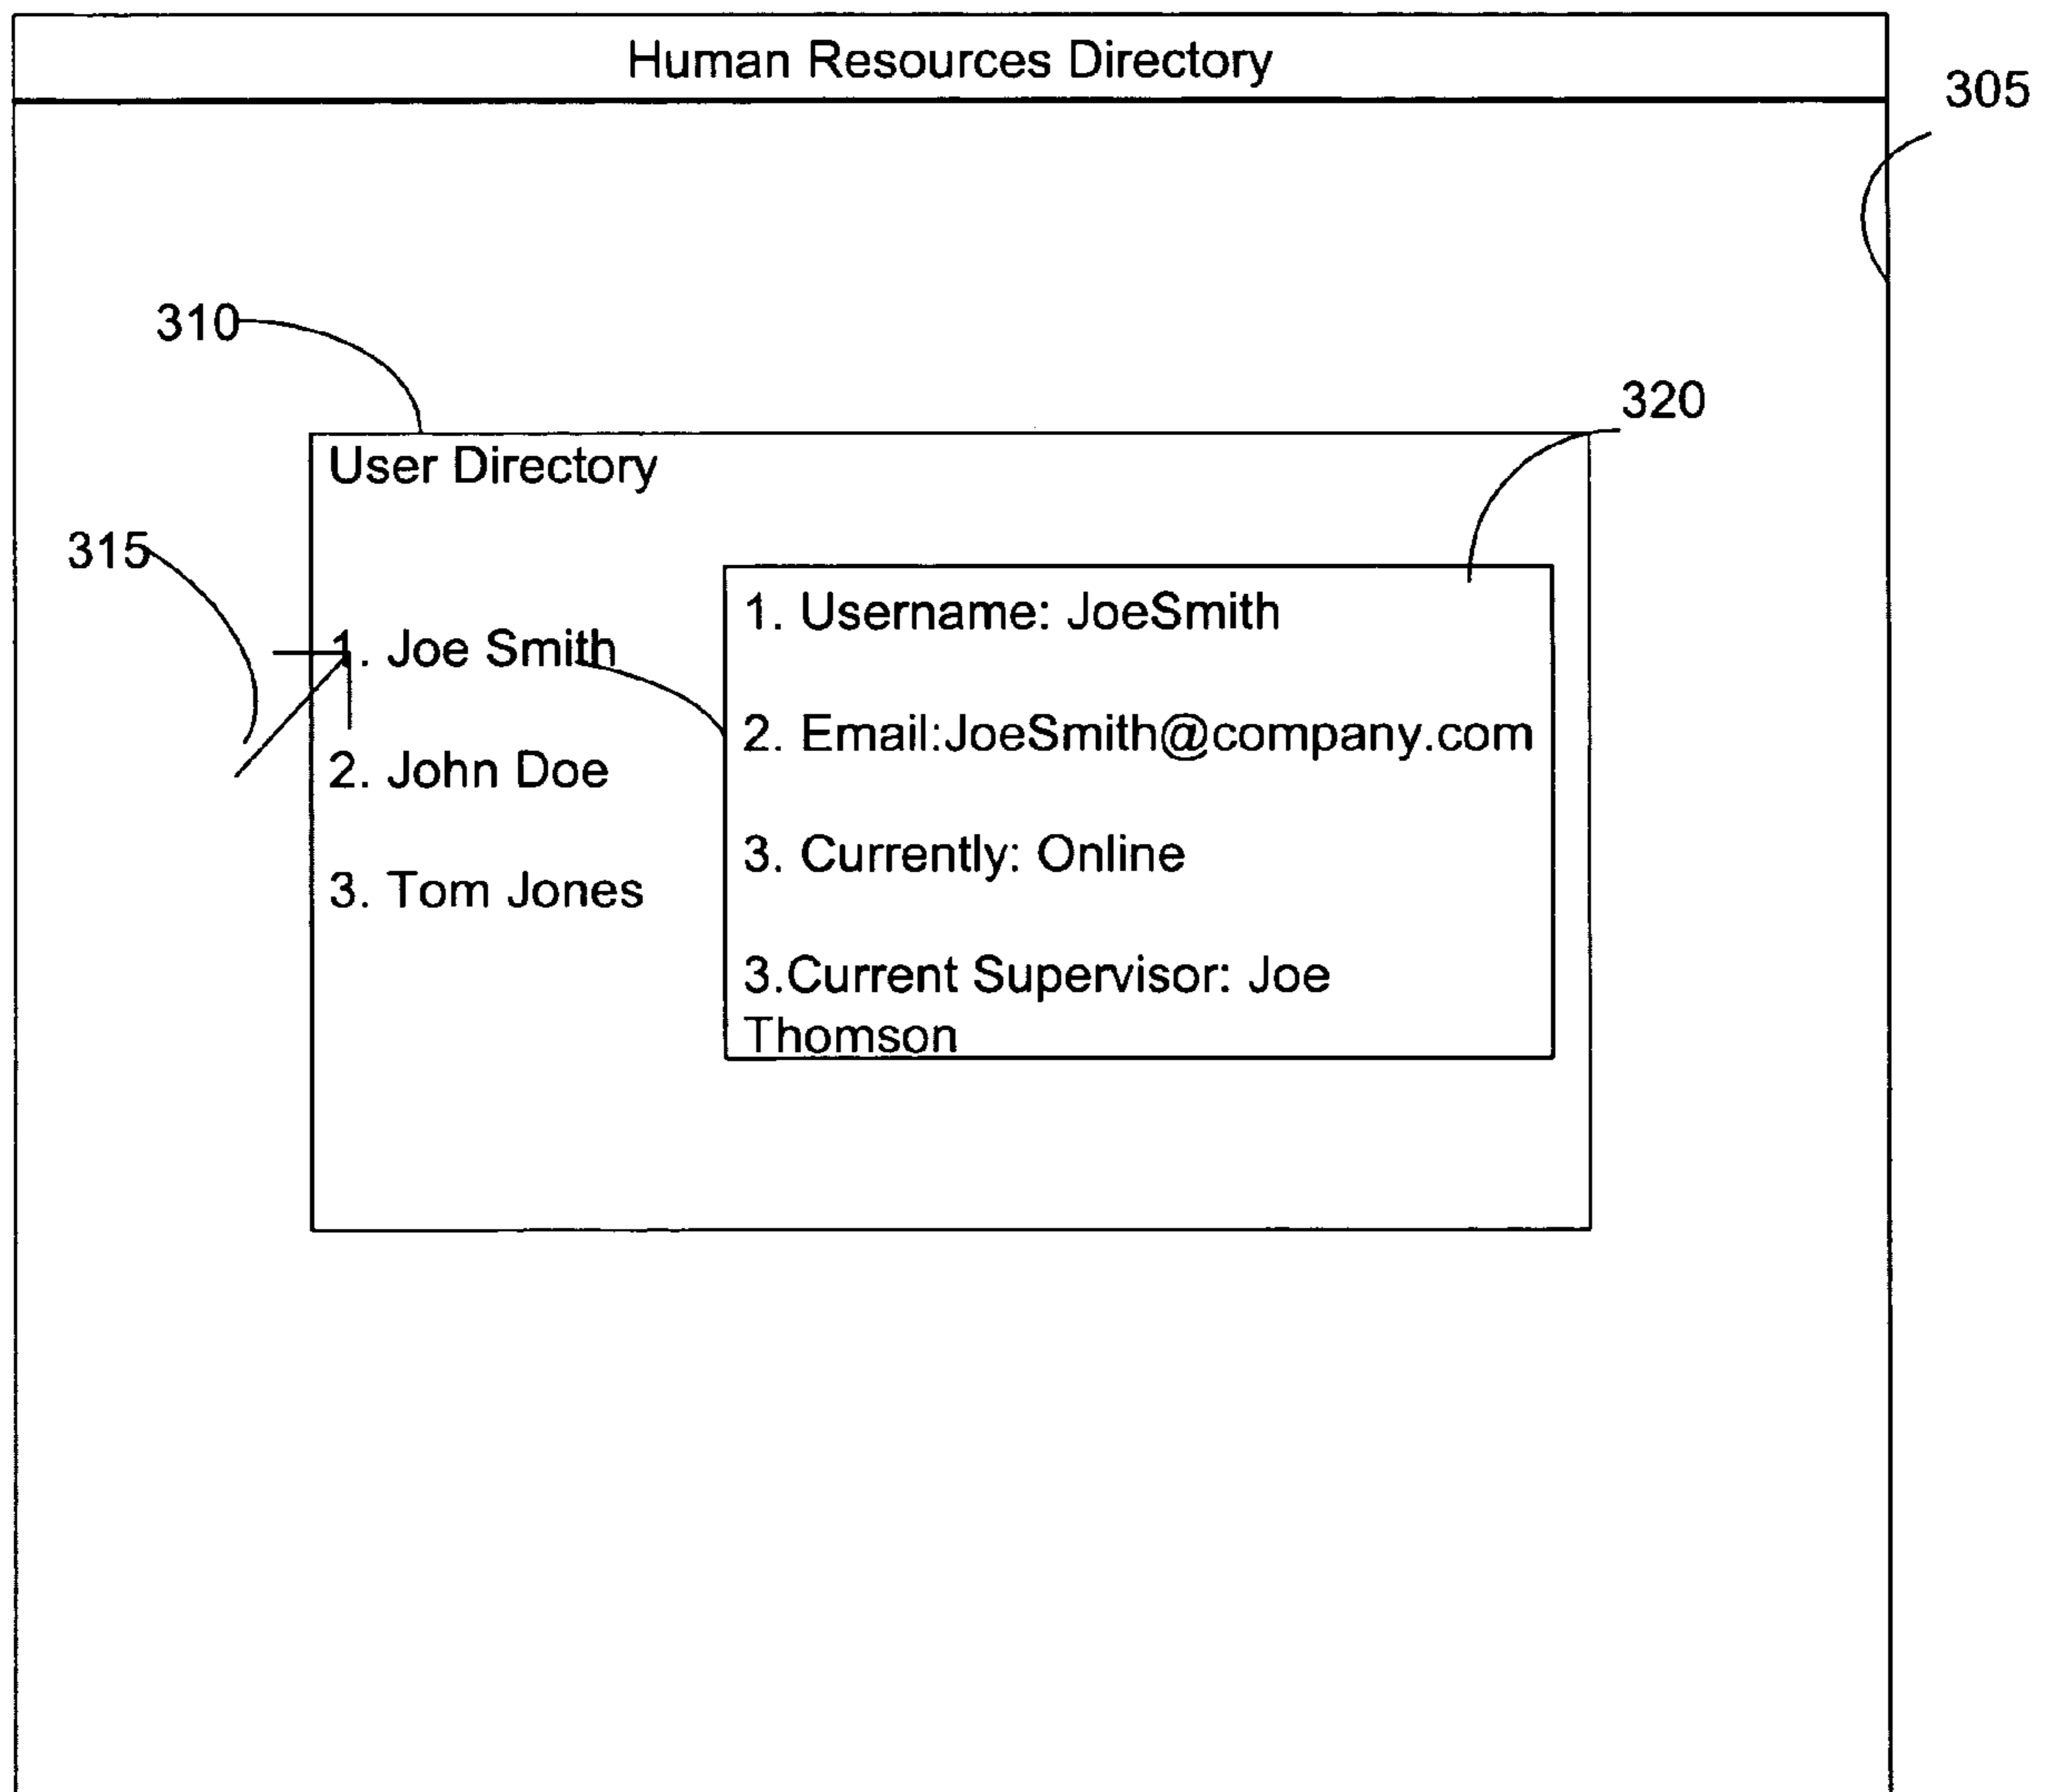 Human Resources Directory
305
310
320
User Directory
315
1. Joe Smith
2. John Doe
3. Tom Jones
1. Username: JoeSmith
2. Email:JoeSmith@company.com
3. Currently: Online
3.Current Supervisor: Joe
Thomson